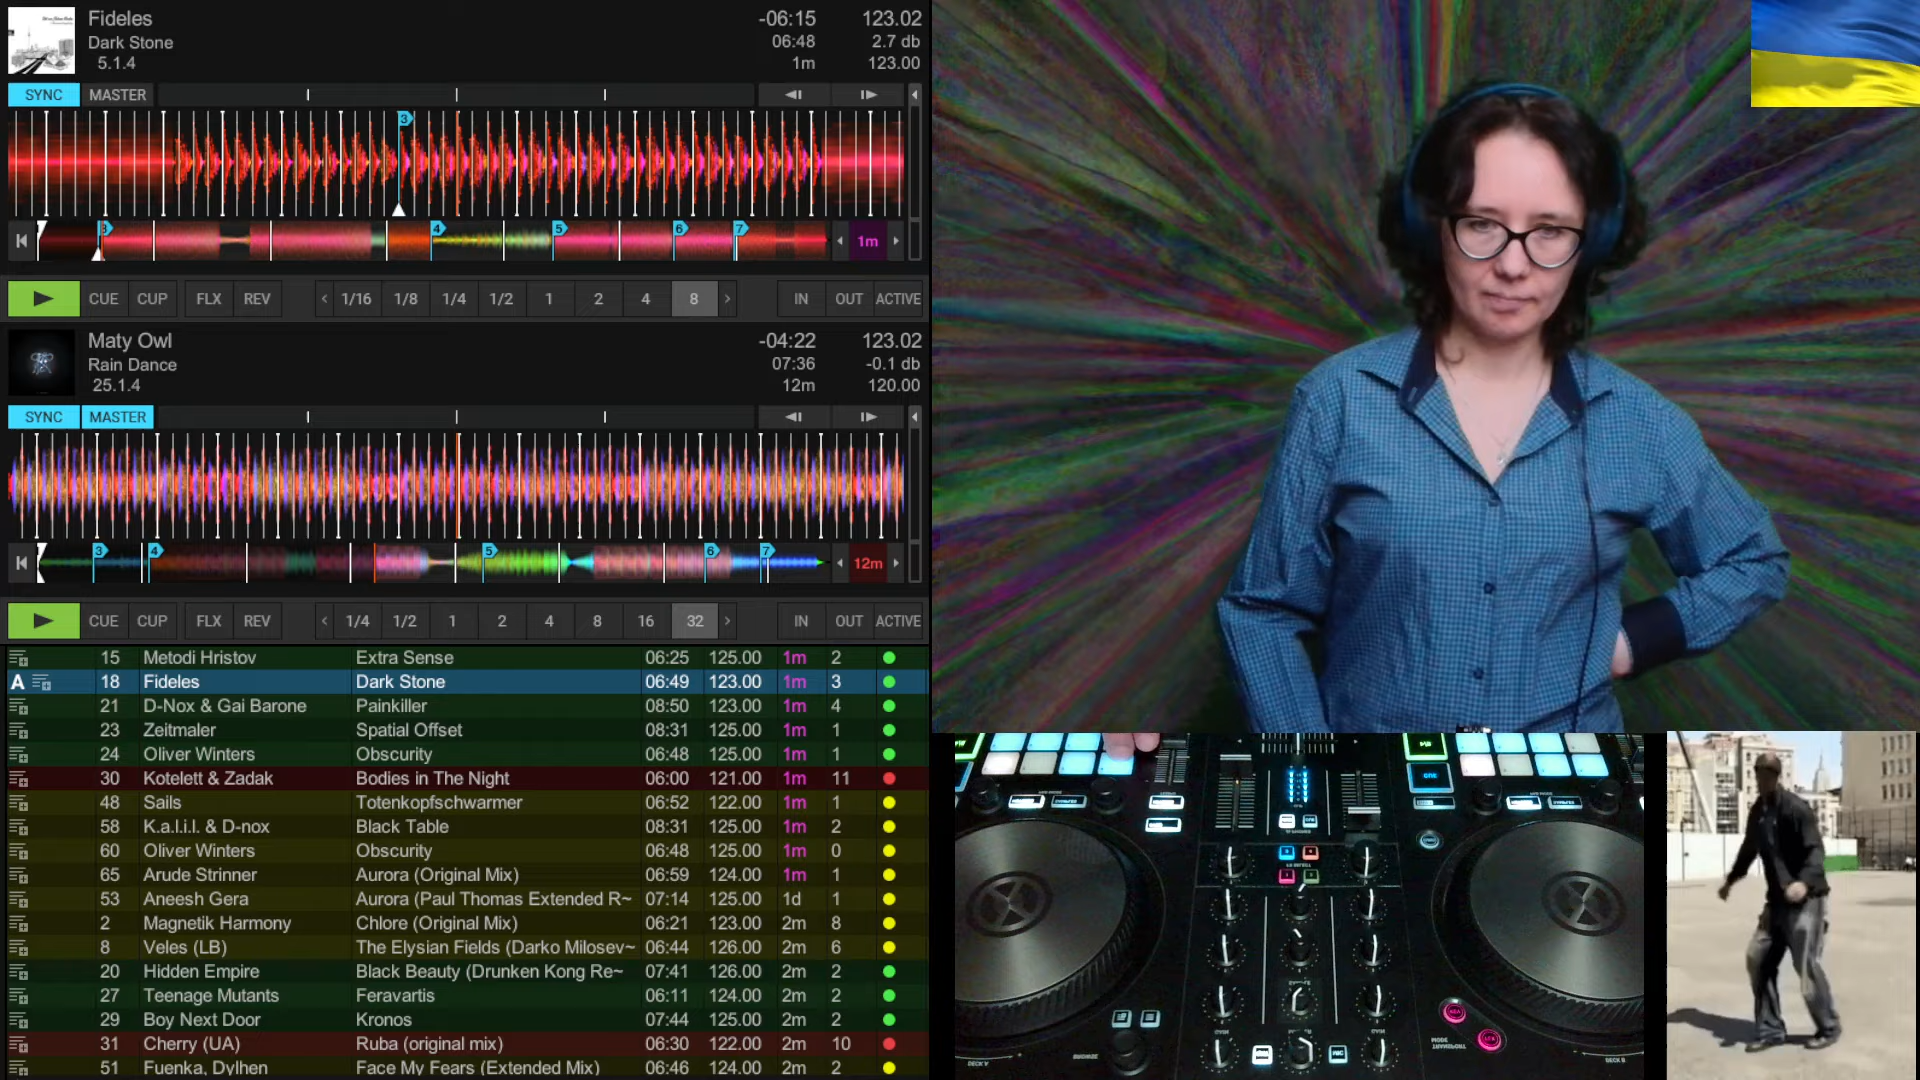 Fideles -06:15 123.02
Dark Stone 06:48 2.7 db
5.1.4 1m 123.00
SYNC MASTER
3
3 4 5 6 7 1m
CUE CUP FLX REV 1/16 1/8 1/4 1/2 1 2 4 8 IN OUT ACTIVE
Maty Owl -04:22 123.02
Rain Dance 07:36 -0.1 db
25.1.4 12m 120.00
SYNC MASTER
3 4 5 6 7 12m
CUE CUP FLX REV 1/4 1/2 1 2 4 8 16 32 IN OUT ACTIVE
15 Metodi Hristov Extra Sense 06:25 125.00 1m 2
A 18 Fideles Dark Stone 06:49 123.00 1m 3
21 D-Nox & Gai Barone Painkiller 08:50 123.00 1m 4
23 Zeitmaler Spatial Offset 08:31 125.00 1m 1
24 Oliver Winters Obscurity 06:48 125.00 1m 1
30 Kotelett & Zadak Bodies in The Night 06:00 121.00 1m 11
48 Sails Totenkopfschwarmer 06:52 122.00 1m 1
58 K.a.l.i.l. & D-nox Black Table 08:31 125.00 1m 2
60 Oliver Winters Obscurity 06:48 125.00 1m 0
65 Arude Strinner Aurora (Original Mix) 06:59 124.00 1m 1
53 Aneesh Gera Aurora (Paul Thomas Extended R~ 07:14 125.00 1d 1
2 Magnetik Harmony Chlore (Original Mix) 06:21 123.00 2m 8
8 Veles (LB) The Elysian Fields (Darko Milosev~ 06:44 126.00 2m 6
20 Hidden Empire Black Beauty (Drunken Kong Re~ 07:41 126.00 2m 2
27 Teenage Mutants Feravartis 06:11 124.00 2m 2
29 Boy Next Door Kronos 07:44 125.00 2m 2
31 Cherry (UA) Ruba (original mix) 06:30 122.00 2m 10
51 Fuenka, Dylhen Face My Fears (Extended Mix) 06:46 124.00 2m 2
DECK A
DECK B